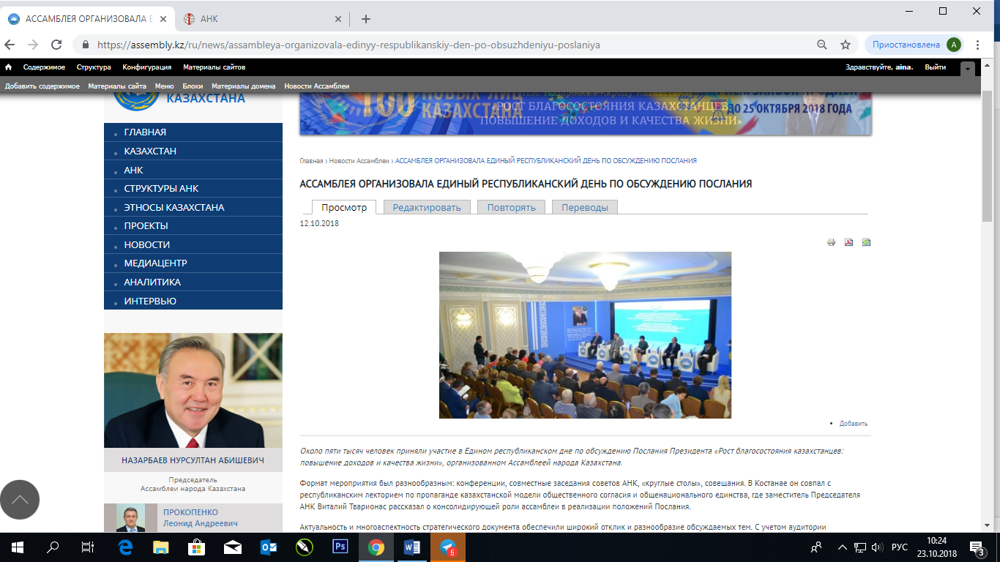 АССАМБЛЕЯ ОРГАНИЗОВАЛА Е
АНК
https://assembly.kz/ru/news/assambleya-organizovala-edinyy-respublikanskiy-den-po-obsuzhdeniyu-poslaniya
Приостановлена А
Содержимое Структура Конфигурация Материалы сайтов
Здравствуйте, aina. Выйти
Добавить содержимое Материалы сайта Меню Блоки Материалы домена Новости Ассамблеи
КАЗАХСТАНА
100 НОВЫХ ЛИЦ
КАЗАХСТАНА
«РОСТ БЛАГОСОСТОЯНИЯ КАЗАХСТАНЦЕВ:
ПОВЫШЕНИЕ ДОХОДОВ И КАЧЕСТВА ЖИЗНИ»
ДО 25 ОКТЯБРЯ 2018 ГОДА
ГЛАВНАЯ
КАЗАХСТАН
АНК
СТРУКТУРЫ АНК
ЭТНОСЫ КАЗАХСТАНА
ПРОЕКТЫ
НОВОСТИ
МЕДИАЦЕНТР
АНАЛИТИКА
ИНТЕРВЬЮ
НАЗАРБАЕВ НУРСУЛТАН АБИШЕВИЧ
Председатель
Ассамблеи народа Казахстана
ПРОКОПЕНКО
Леонид Андреевич
Главная › Новости Ассамблеи › АССАМБЛЕЯ ОРГАНИЗОВАЛА ЕДИНЫЙ РЕСПУБЛИКАНСКИЙ ДЕНЬ ПО ОБСУЖДЕНИЮ ПОСЛАНИЯ
АССАМБЛЕЯ ОРГАНИЗОВАЛА ЕДИНЫЙ РЕСПУБЛИКАНСКИЙ ДЕНЬ ПО ОБСУЖДЕНИЮ ПОСЛАНИЯ
Просмотр Редактировать Повторять Переводы
12.10.2018
Добавить
Около пяти тысяч человек приняли участие в Едином республиканском дне по обсуждению Послания Президента «Рост благосостояния казахстанцев:
повышение доходов и качества жизни», организованном Ассамблеей народа Казахстана.
Формат мероприятия был разнообразным: конференции, совместные заседания советов АНК, «круглые столы», совещания. В Костанае он совпал с
республиканским лекторием по пропаганде казахстанской модели общественного согласия и общенационального единства, где заместитель Председателя
АНК Виталий Тварионас рассказал о консолидирующей роли ассамблеи в реализации положений Послания.
Актуальность и многоаспектность стратегического документа обеспечили широкий отклик и разнообразие обсуждаемых тем. С учетом аудитории
Ps
6
РУС
10:24
23.10.2018
3